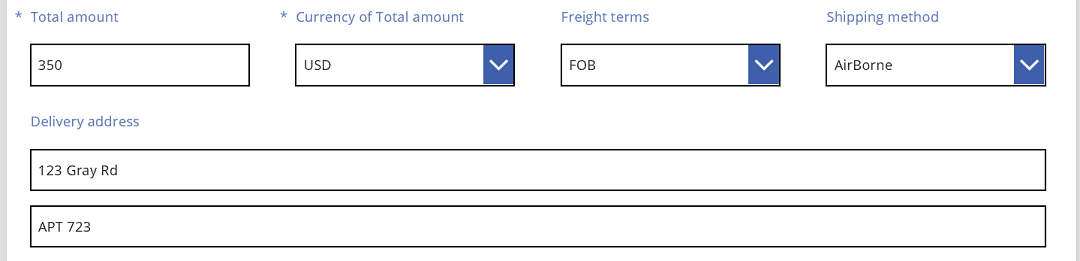 * Total amount * Currency of Total amount Freight terms Shipping method
350 USD FOB AirBorne
Delivery address
123 Gray Rd
APT 723